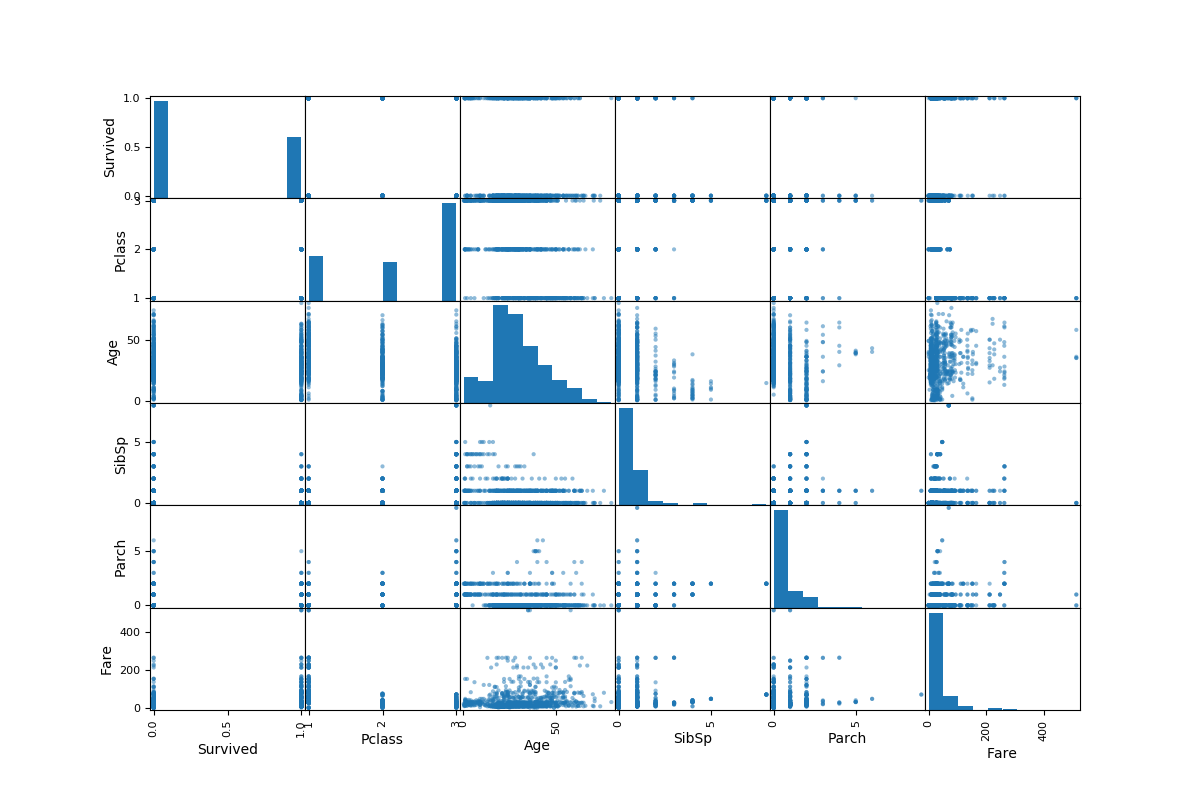 1.0
Survived
0.5
0.0
3
Pclass
2
1
Age
50
0
SibSp
5
0
Parch
5
0
Fare
400
200
0
0.0 0.5 1.0 1 2 3 0 50 0 5 0 5 0 200 400
Survived Pclass Age SibSp Parch Fare